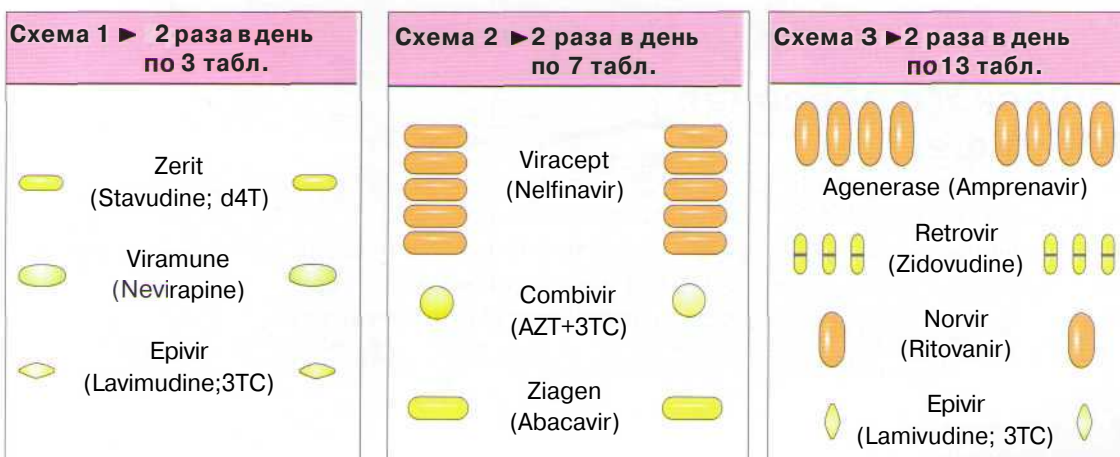 Схема 1 ► 2 раза в день
по 3 табл.
Zerit
(Stavudine; d4T)
Viramune
(Nevirapine)
Epivir
(Lavimudine;3TC)
Схема 2 ►2 раза в день
по 7 табл.
Viracept
(Nelfinavir)
Combivir
(AZT+3TC)
Ziagen
(Abacavir)
Схема 3 ►2 раза в день
по13 табл.
Agenerase (Amprenavir)
Retrovir
(Zidovudine)
Norvir
(Ritovanir)
Epivir
(Lamivudine; 3TC)